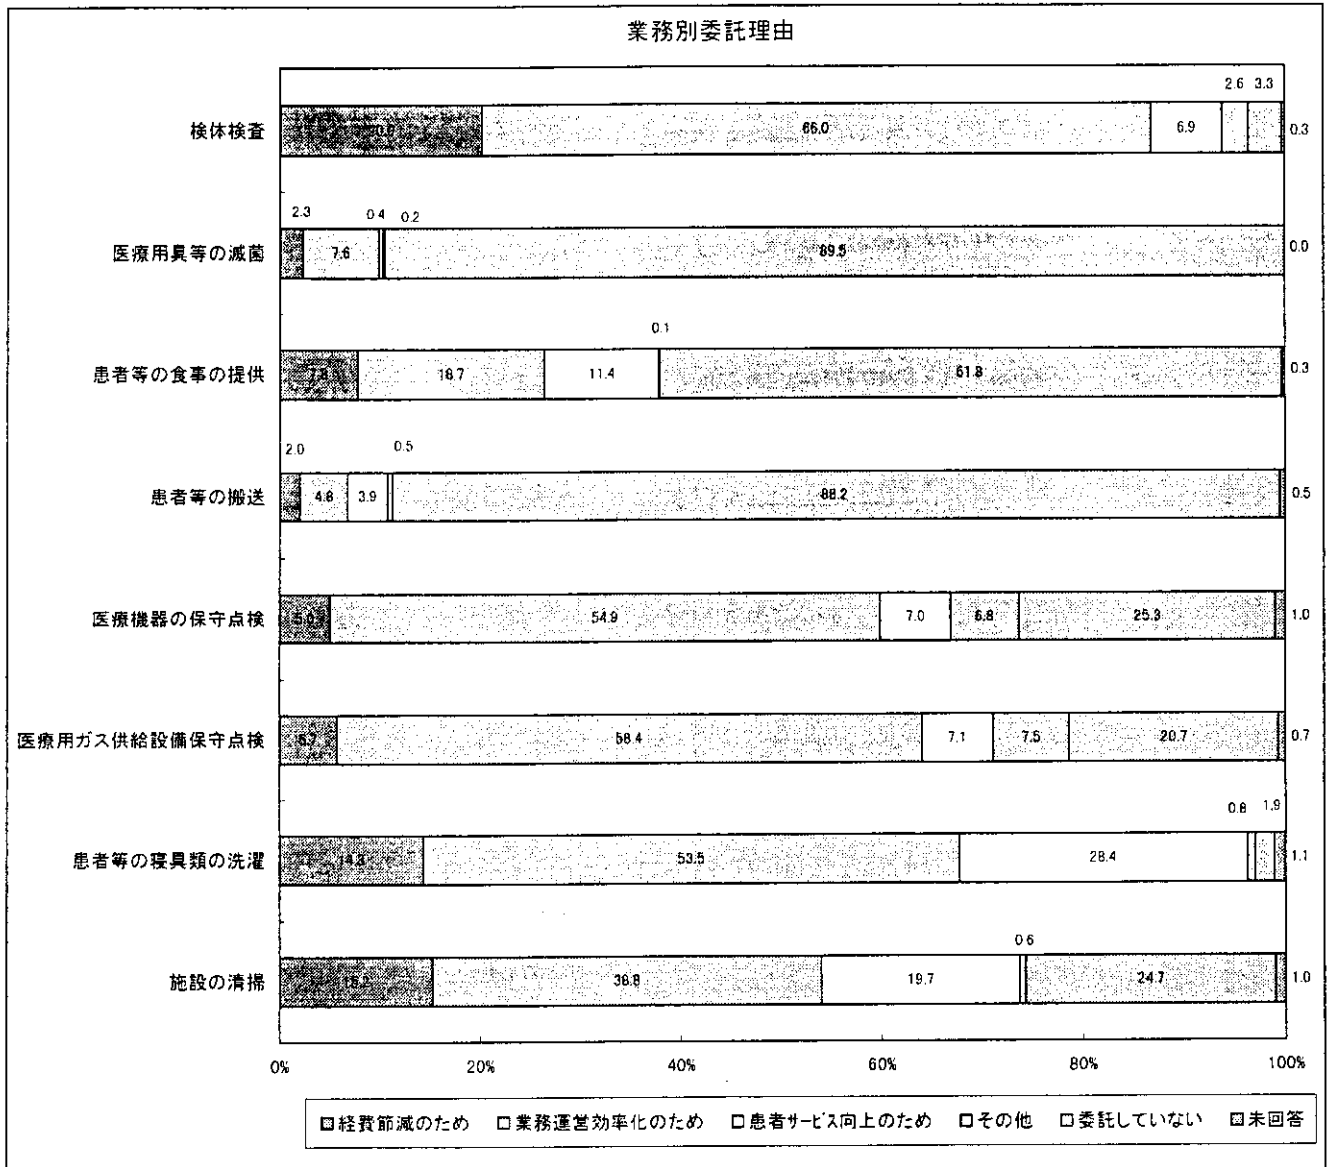 業務別委託理由
2.6 3.3
検体検査 66.0 6.9 0.3
2.3 0.4 0.2
医療用具等の滅菌 7.6 89.5 0.0
0.1
患者等の食事の提供 7.8 18.7 11.4 61.8 0.3
2.0 0.5
患者等の搬送 4.8 3.9 88.2 0.5
医療機器の保守点検 5.0 54.9 7.0 6.8 25.3 1.0
医療用ガス供給設備保守点検 5.7 58.4 7.1 7.5 20.7 0.7
0.8 1.9
患者等の寝具類の洗濯 14.3 53.5 28.4 1.1
0.6
施設の清掃 15.2 38.8 19.7 24.7 1.0
0% 20% 40% 60% 80% 100%
経費節減のため 業務運営効率化のため 患者サービス向上のため その他 委託していない 未回答